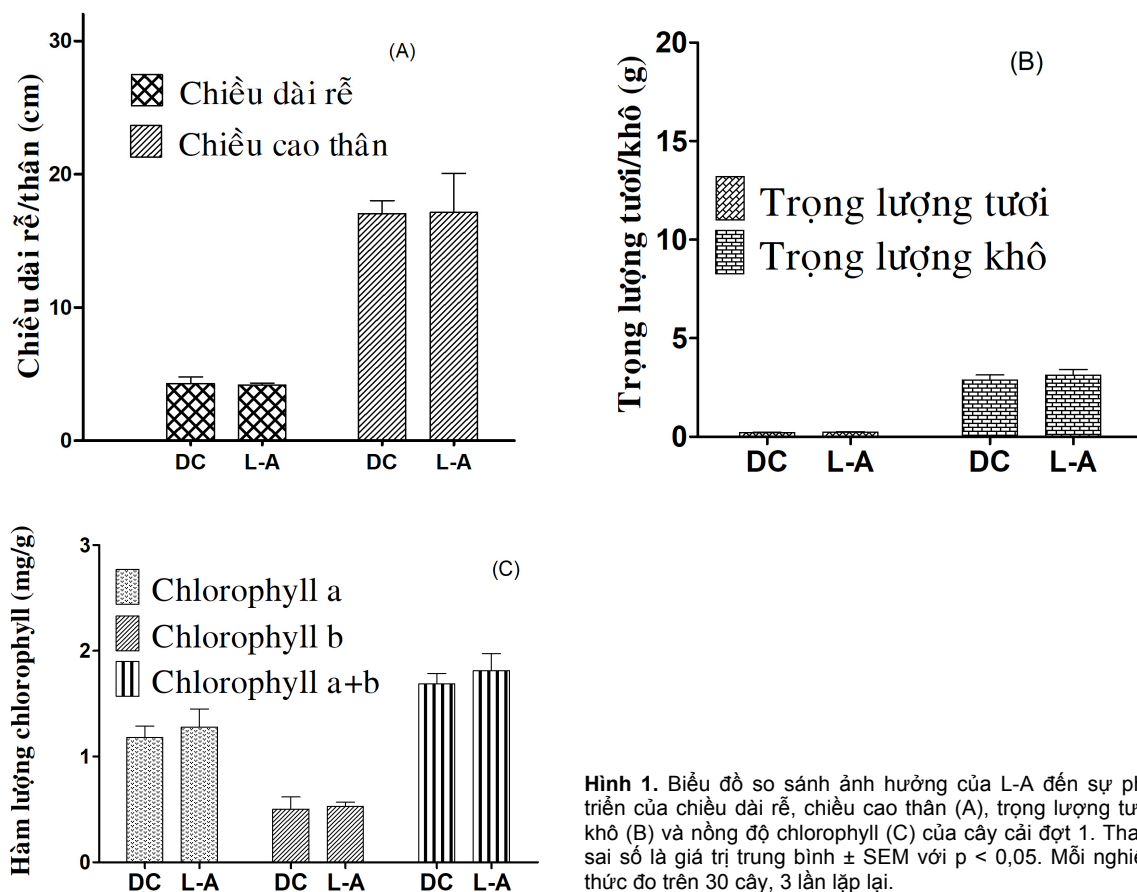 (A)
Chiều dài rễ/thân (cm)
30
20
10
0
Chiều dài rễ
Chiều cao thân
DC L-A DC L-A
(B)
Trọng lượng tươi/khô (g)
20
15
10
5
0
Trọng lượng tươi
Trọng lượng khô
DC L-A DC L-A
(C)
Hàm lượng chlorophyll (mg/g)
3
2
1
0
Chlorophyll a
Chlorophyll b
Chlorophyll a+b
DC L-A DC L-A DC L-A
Hình 1. Biểu đồ so sánh ảnh hưởng của L-A đến sự
triển của chiều dài rễ, chiều cao thân (A), trọng lượng
khô (B) và nồng độ chlorophyll (C) của cây cải đợt 1.
sai số là giá trị trung bình ± SEM với p < 0,05. Mỗi
thức đo trên 30 cây, 3 lần lặp lại.